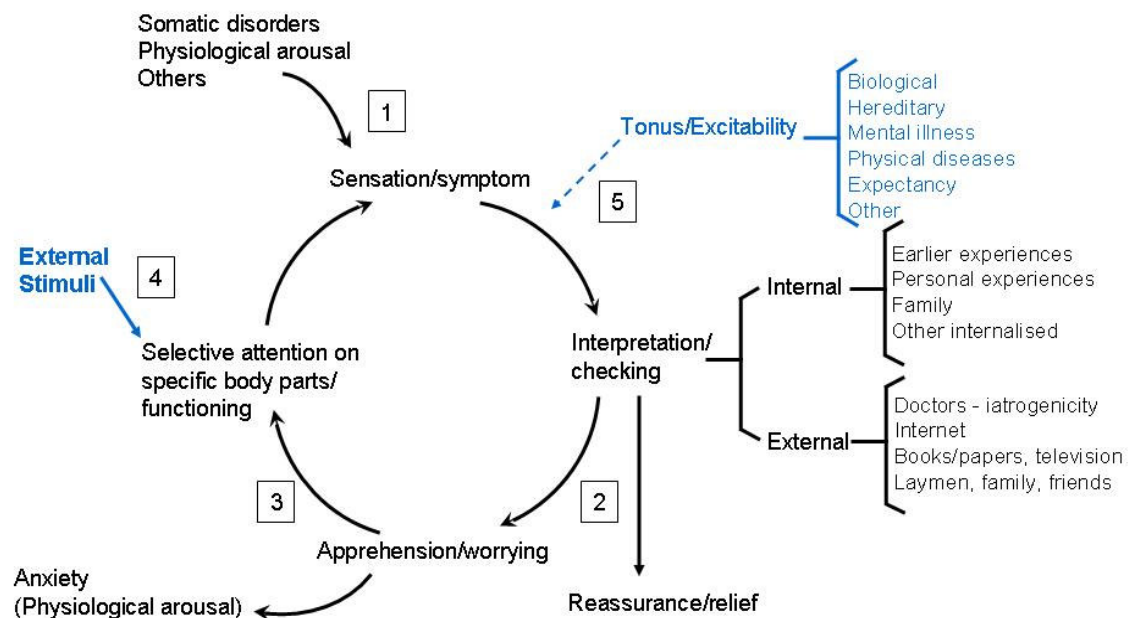 Somatic disorders
Physiological arousal
Others
1
Sensation/symptom
Tonus/Excitability
Biological
Hereditary
Mental illness
Physical diseases
Expectancy
Other
5
External
Stimuli
4
Selective attention on
specific body parts/
functioning
Interpretation/
checking
Internal
Earlier experiences
Personal experiences
Family
Other internalised
External
Doctors - iatrogenicity
Internet
Books/papers, television
Laymen, family, friends
3
2
Apprehension/worrying
Anxiety
(Physiological arousal)
Reassurance/relief